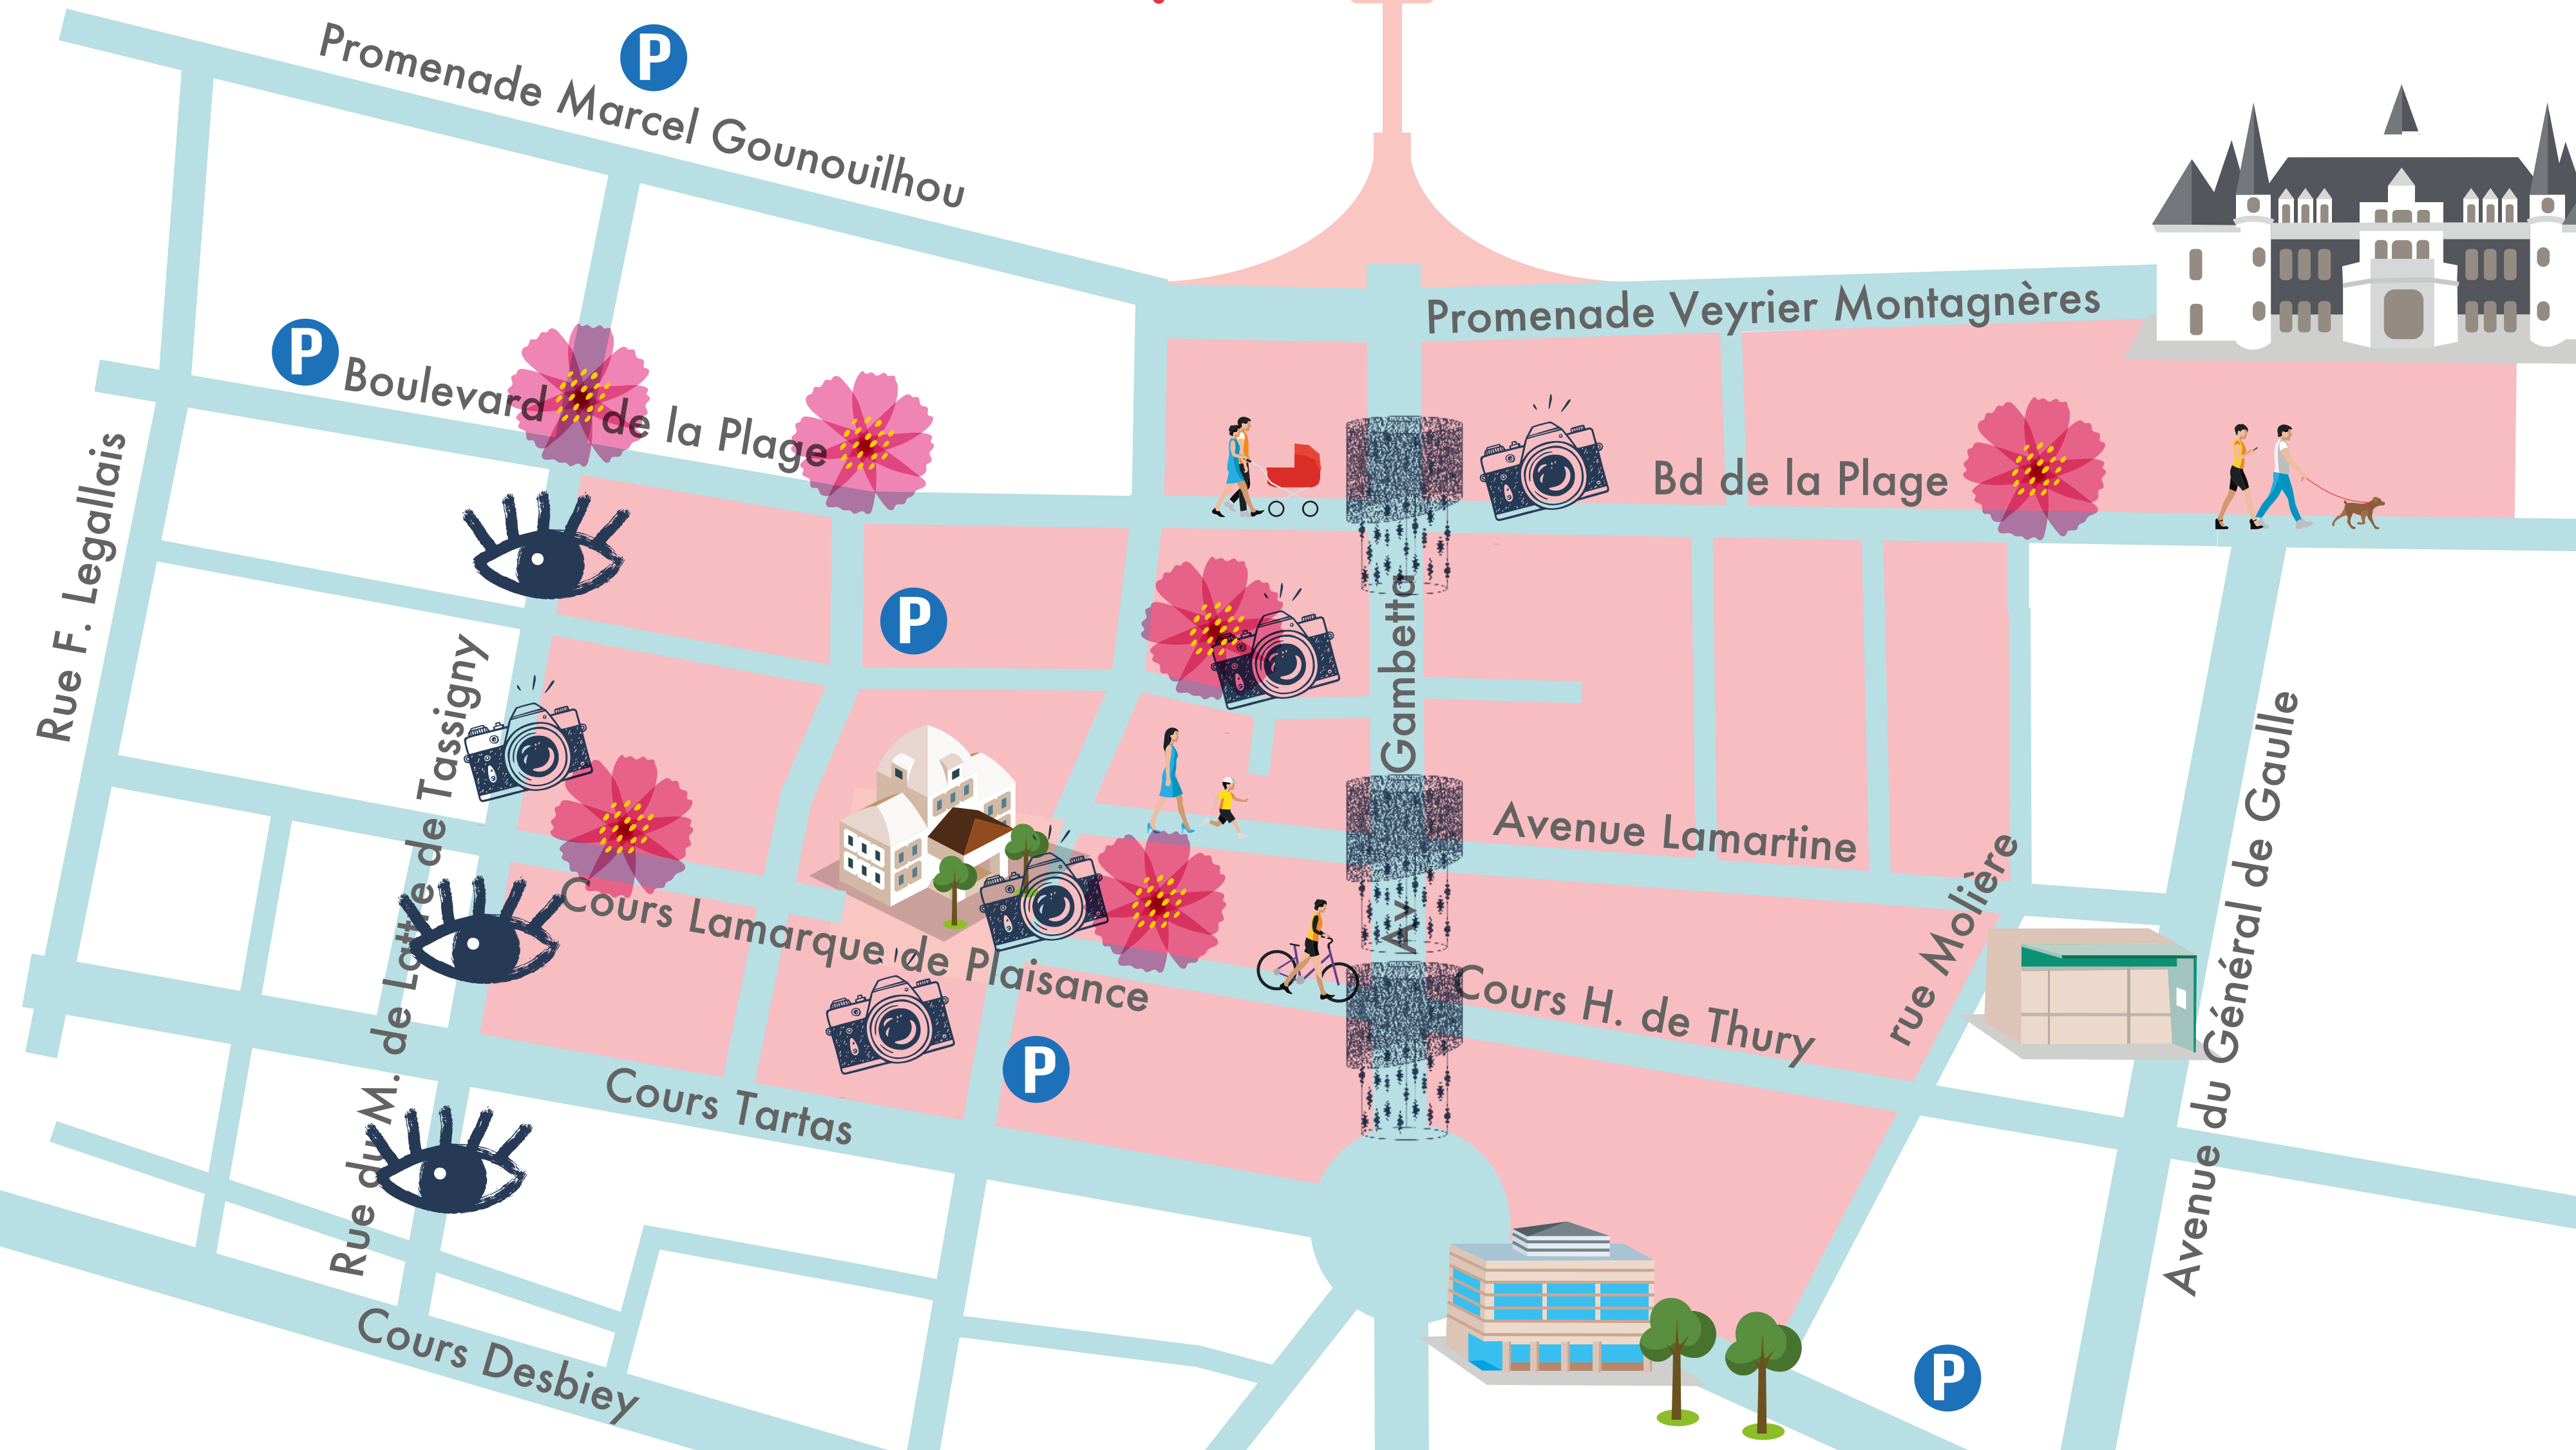 Promenade Marcel Gounouilhou
P
Promenade Veyrier Montagnères
P
Boulevard de la Plage
Bd de la Plage
Rue F. Legallais
P
Av Gambetta
Rue du M. de Lattre de Tassigny
Avenue Lamartine
Avenue du Général de Gaulle
rue Molière
Cours Lamarque de Plaisance
Cours H. de Thury
P
Cours Tartas
Cours Desbiey
P